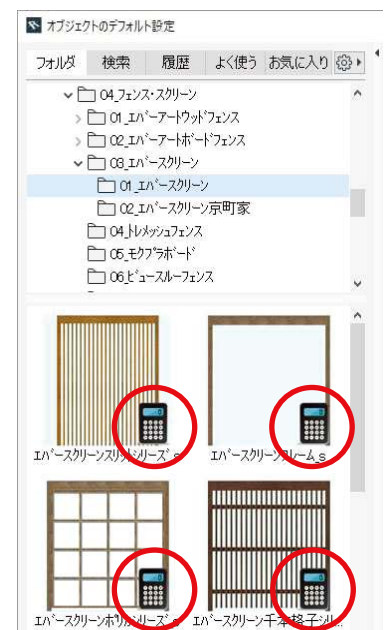 オブジェクトのデフォルト設定
フォルダ 検索 履歴 よく使う お気に入り
04_フェンス・スクリーン
01_エバーアートウッドフェンス
02_エバーアートボードフェンス
03_エバースクリーン
01_エバースクリーン
02_エバースクリーン京町家
04_トレメッシュフェンス
05_モクプラボード
06_ビュースルーフェンス
エバースクリーンスリットシリーズ_s エバースクリーンフレーム_s
エバースクリーンポリカシリーズ_s エバースクリーン千本格子シリ...